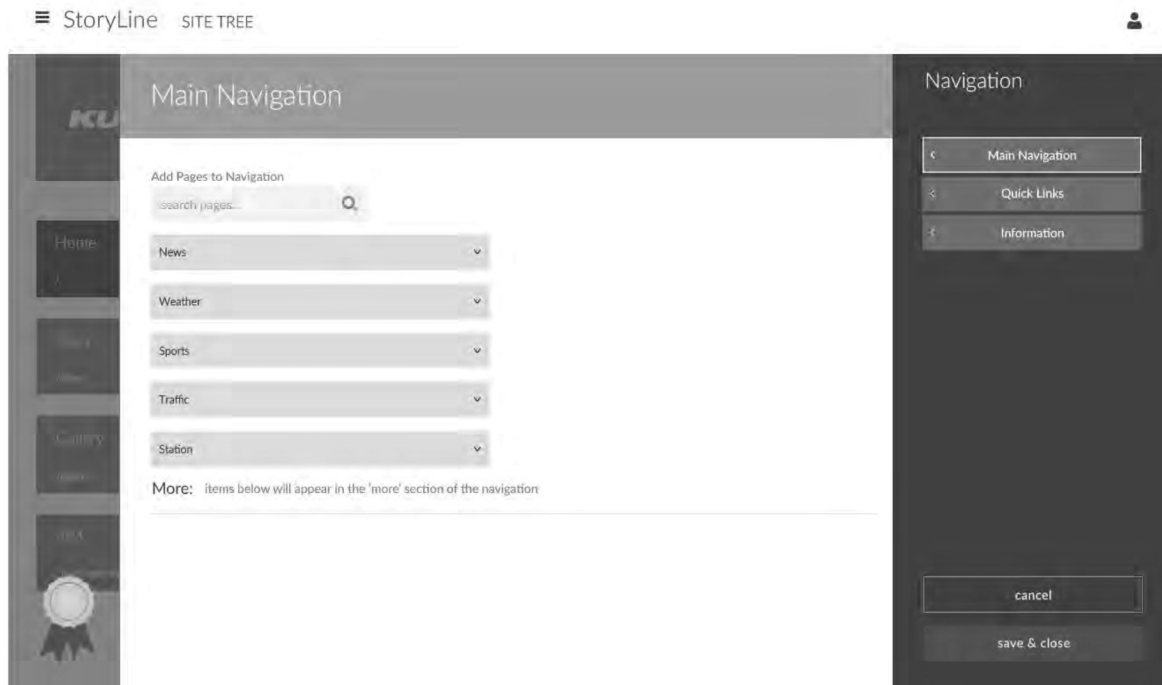 StoryLine SITE TREE
KU
Home
/
Main Navigation
Add Pages to Navigation
search pages...
News
Weather
Sports
Traffic
Station
More: items below will appear in the 'more' section of the navigation
Gallery
Navigation
Main Navigation
Quick Links
Information
cancel
save & close